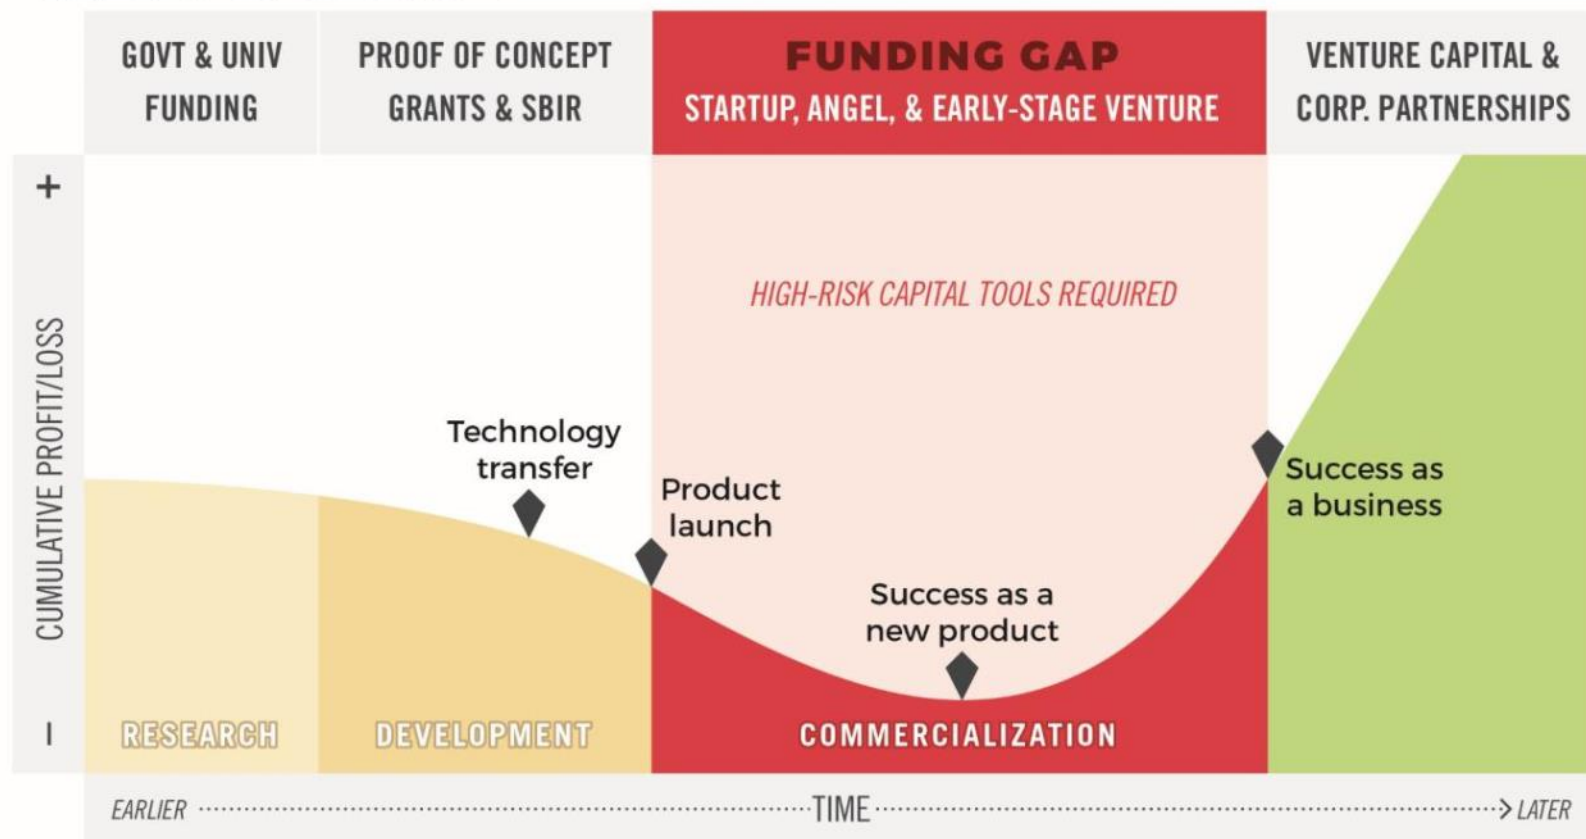 GOVT & UNIV
FUNDING
PROOF OF CONCEPT
GRANTS & SBIR
FUNDING GAP
STARTUP, ANGEL, & EARLY-STAGE VENTURE
VENTURE CAPITAL &
CORP. PARTNERSHIPS
+
CUMULATIVE PROFIT/LOSS
–
HIGH-RISK CAPITAL TOOLS REQUIRED
Technology
transfer
Product
launch
Success as a
new product
Success as
a business
RESEARCH
DEVELOPMENT
COMMERCIALIZATION
EARLIER
TIME
LATER